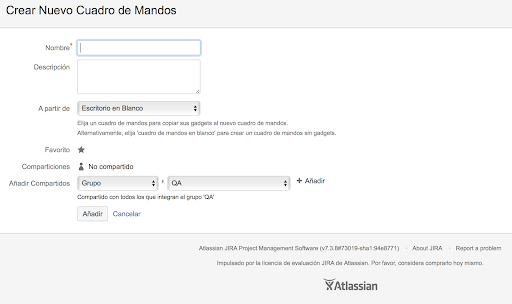 Crear Nuevo Cuadro de Mandos
Nombre*
Descripción
A partir de Escritorio en Blanco
Elija un cuadro de mandos para copiar sus gadgets al nuevo cuadro de mandos.
Alternativamente, elija 'cuadro de mandos en blanco' para crear un cuadro de mandos sin gadgets.
Favorito
Comparticiones No compartido
Añadir Compartidos Grupo QA + Añadir
Compartido con todos los que integran el grupo 'QA'
Añadir Cancelar
Atlassian JIRA Project Management Software (v7.3.8#73019-sha1:94e8771) · About JIRA · Report a problem
Impulsado por la licencia de evaluación JIRA de Atlassian. Por favor, considere comprarlo hoy mismo.
Atlassian